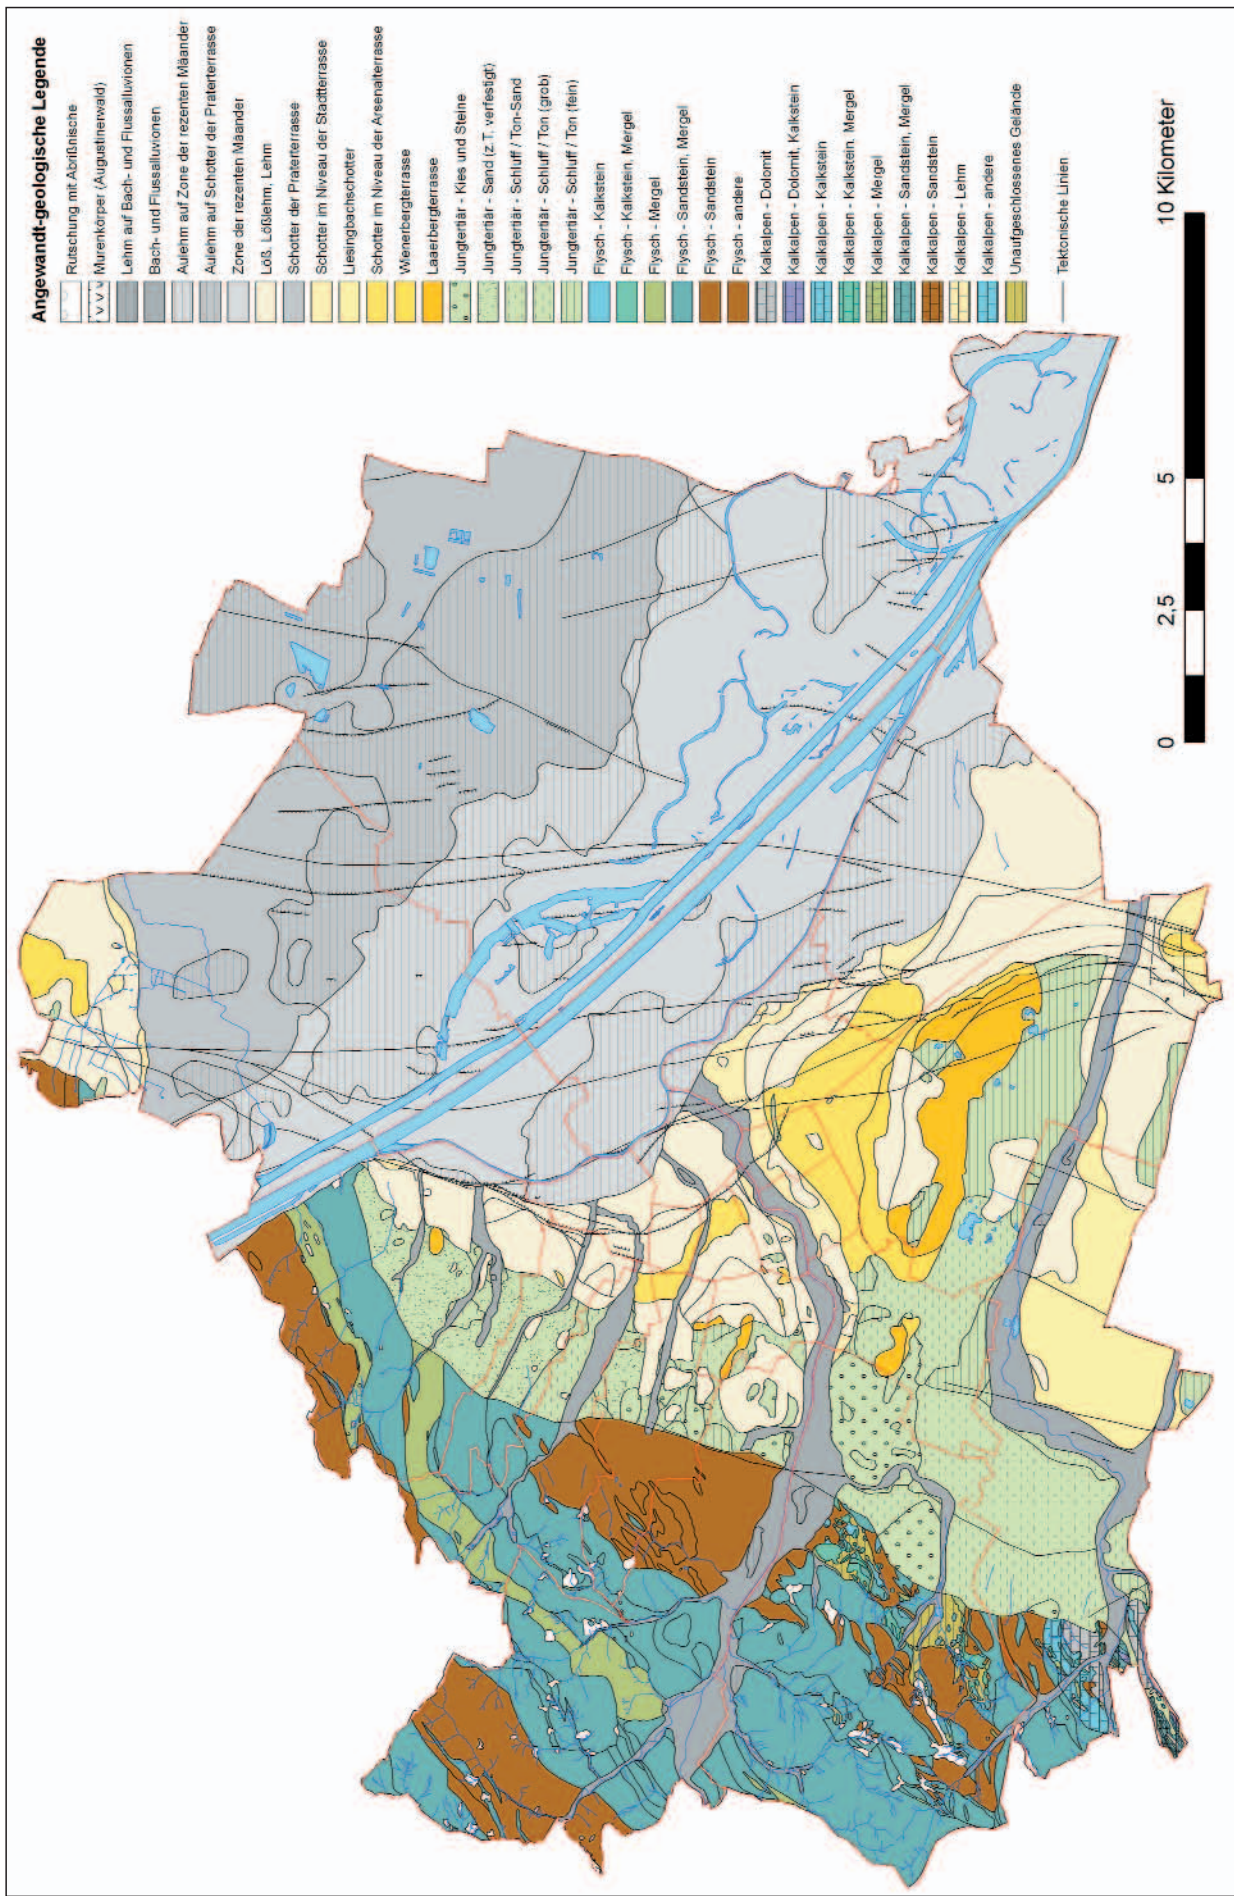 Angewandt-geologische Legende
Rutschung mit Abrißnische
Murenkörper (Augustinerwald)
Lehm auf Bach- und Flussalluvionen
Bach- und Flussalluvionen
Aulehm auf Zone der rezenten Mäander
Aulehm auf Schotter der Praterterrasse
Zone der rezenten Mäander
Löß, Lößlehm, Lehm
Schotter der Praterterrasse
Schotter im Niveau der Stadtterrasse
Liesingbachschotter
Schotter im Niveau der Arsenalterrasse
Wienerbergterrasse
Laaerbergterrasse
Jungtertiär - Kies und Steine
Jungtertiär - Sand (z.T. verfestigt)
Jungtertiär - Schluff / Ton-Sand
Jungtertiär - Schluff / Ton (grob)
Jungtertiär - Schluff / Ton (fein)
Flysch - Kalkstein
Flysch - Kalkstein, Mergel
Flysch - Mergel
Flysch - Sandstein, Mergel
Flysch - Sandstein
Flysch - andere
Kalkalpen - Dolomit
Kalkalpen - Dolomit, Kalkstein
Kalkalpen - Kalkstein
Kalkalpen - Kalkstein, Mergel
Kalkalpen - Mergel
Kalkalpen - Sandstein, Mergel
Kalkalpen - Sandstein
Kalkalpen - Lehm
Kalkalpen - andere
Unaufgeschlossenes Gelände
Tektonische Linien
0 2,5 5 10 Kilometer